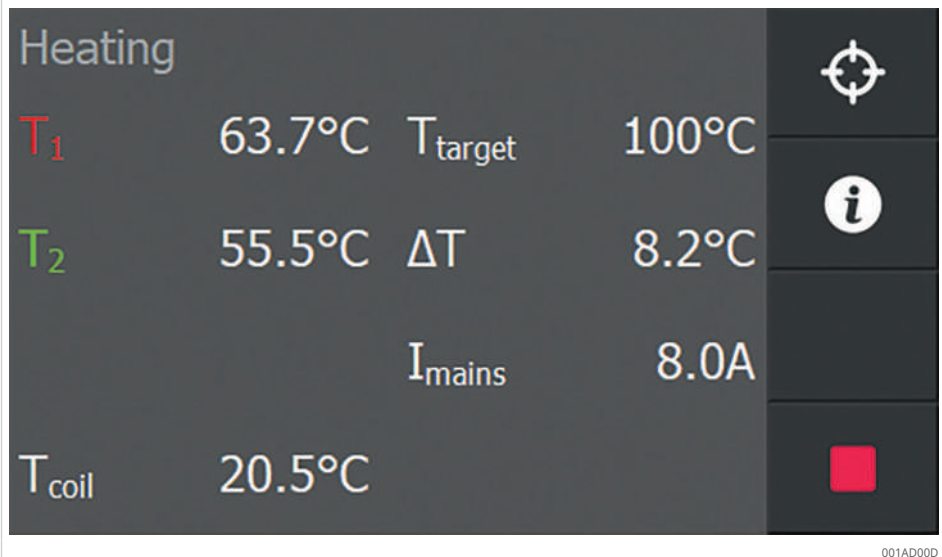 Heating
T1 63.7°C Ttarget 100°C
T2 55.5°C ΔT 8.2°C
Imains 8.0A
Tcoil 20.5°C
i
001AD00D